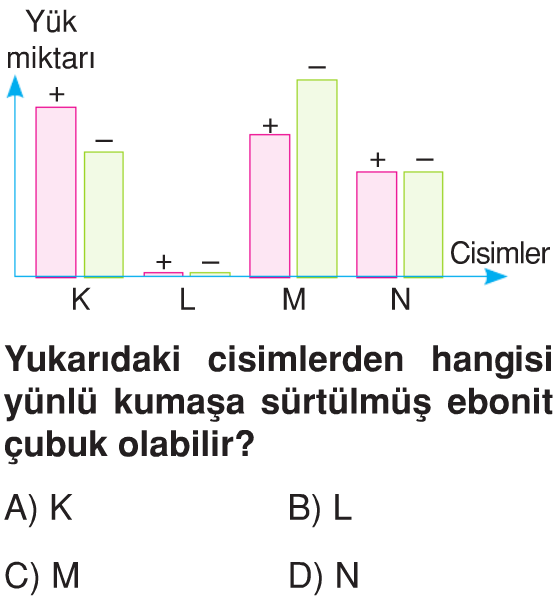 Yük
miktarı
+ – + – + – + –
Cisimler
K L M N
Yukarıdaki cisimlerden hangisi
yünlü kumaşa sürtülmüş ebonit
çubuk olabilir?
A) K B) L
C) M D) N